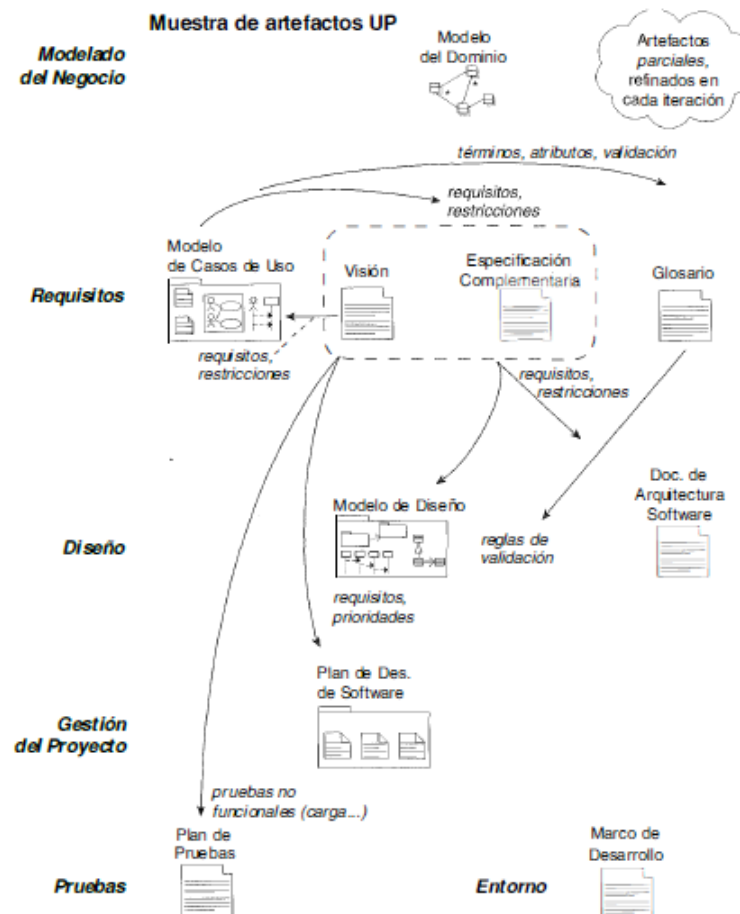 Muestra de artefactos UP
Modelado
del Negocio
Modelo
del Dominio
Artefactos
parciales,
refinados en
cada iteración
términos, atributos, validación
requisitos,
restricciones
Requisitos
Modelo
de Casos de Uso
Visión
Especificación
Complementaria
Glosario
requisitos,
restricciones
requisitos,
restricciones
Diseño
Modelo de Diseño
reglas de
validación
Doc. de
Arquitectura
Software
requisitos,
prioridades
Gestión
del Proyecto
Plan de Des.
de Software
pruebas no
funcionales (carga...)
Pruebas
Plan de
Pruebas
Entorno
Marco de
Desarrollo